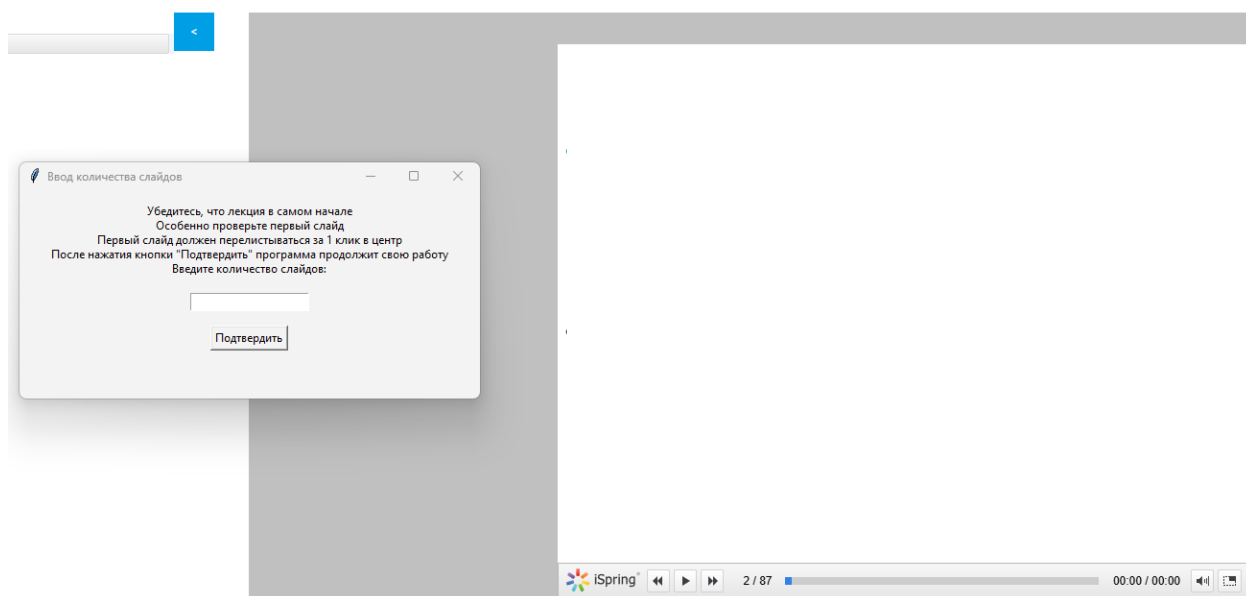 <
Ввод количества слайдов
Убедитесь, что лекция в самом начале
Особенно проверьте первый слайд
Первый слайд должен перелистываться за 1 клик в центр
После нажатия кнопки "Подтвердить" программа продолжит свою работу
Введите количество слайдов:
Подтвердить
iSpring 2 / 87 00:00 / 00:00